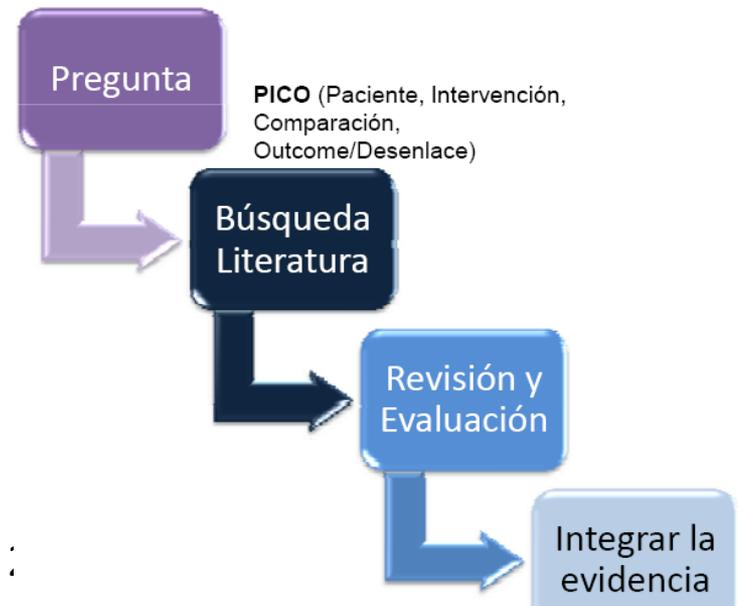 Pregunta
PICO (Paciente, Intervención,
Comparación,
Outcome/Desenlace)
Búsqueda
Literatura
Revisión y
Evaluación
Integrar la
evidencia